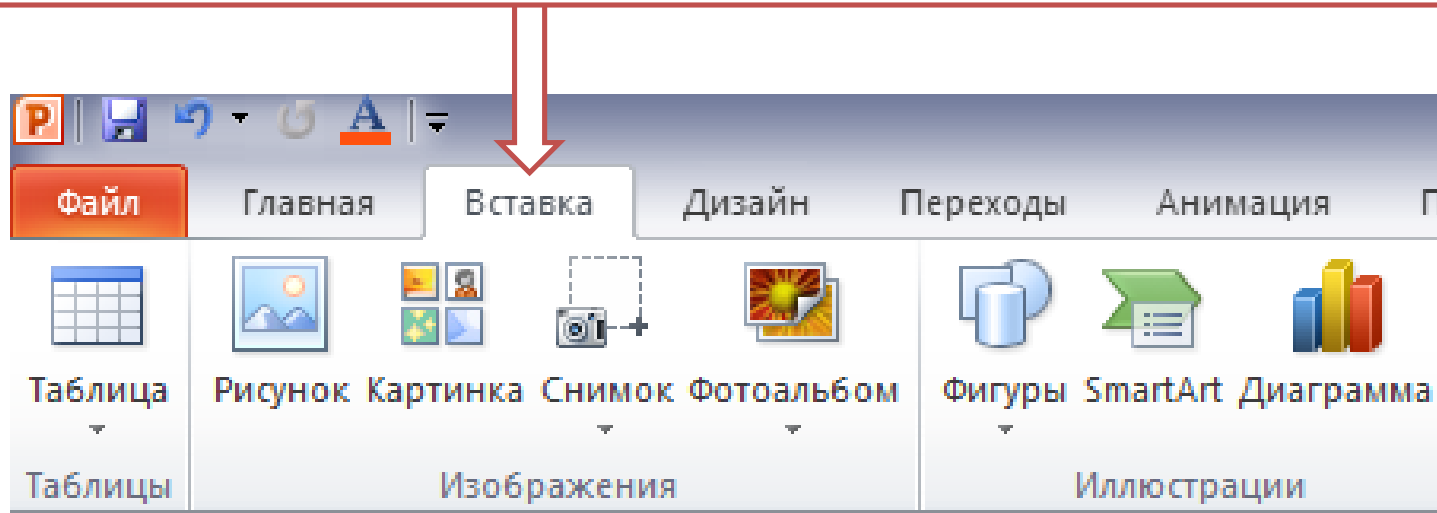 Файл Главная Вставка Дизайн Переходы Анимация
Таблица Рисунок Картинка Снимок Фотоальбом Фигуры SmartArt Диаграмма
Таблицы Изображения Иллюстрации